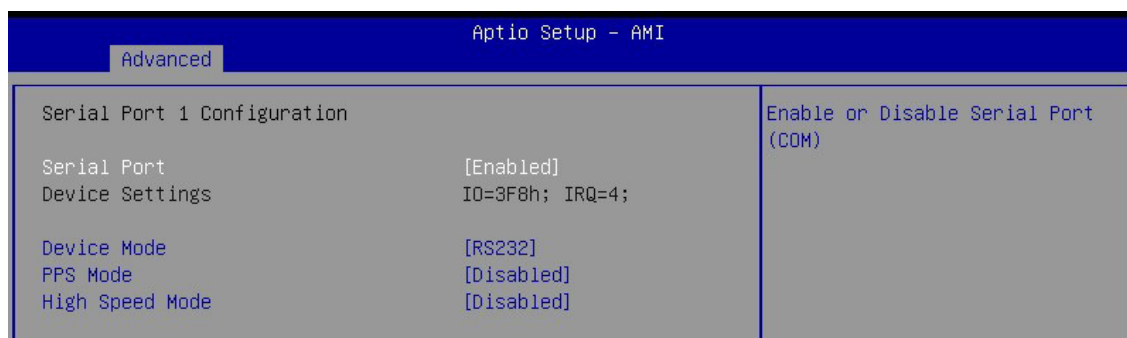 Aptio Setup - AMI
Advanced
Serial Port 1 Configuration
Serial Port [Enabled]
Device Settings IO=3F8h; IRQ=4;
Device Mode [RS232]
PPS Mode [Disabled]
High Speed Mode [Disabled]
Enable or Disable Serial Port
(COM)